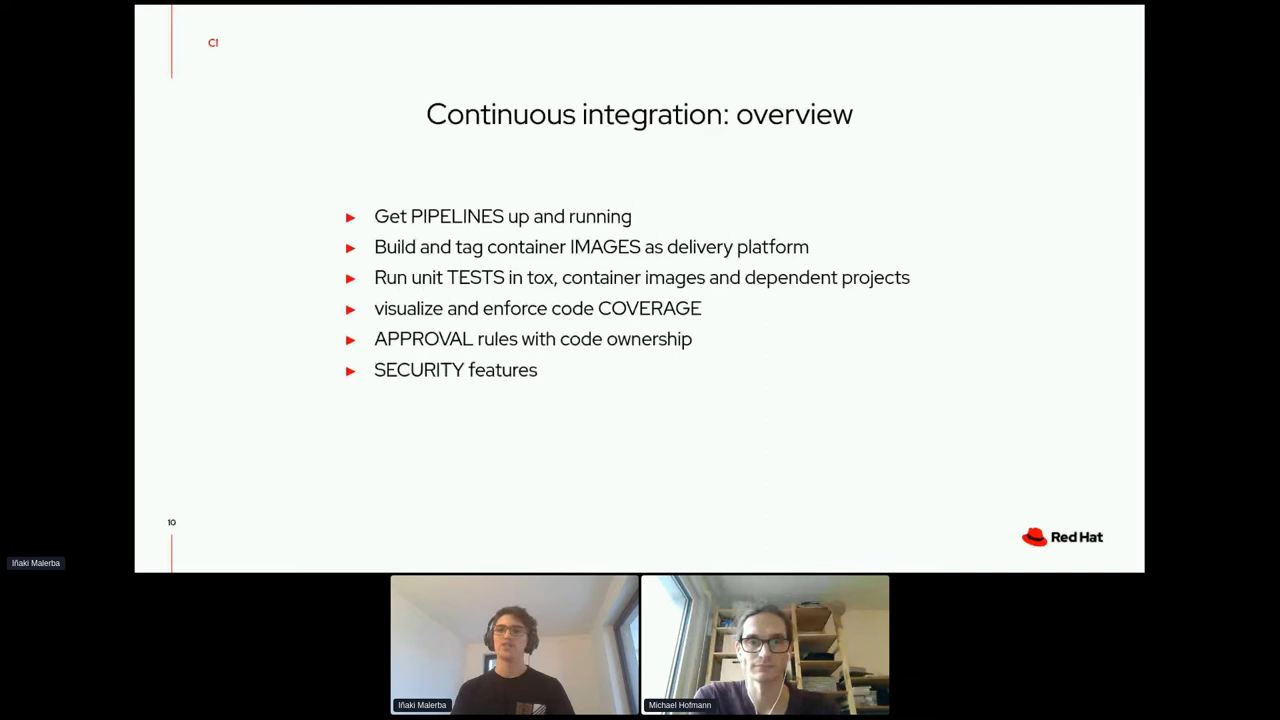 CI
Continuous integration: overview
Get PIPELINES up and running
Build and tag container IMAGES as delivery platform
Run unit TESTS in tox, container images and dependent projects
visualize and enforce code COVERAGE
APPROVAL rules with code ownership
SECURITY features
10
Red Hat
Iñaki Malerba
Iñaki Malerba
Michael Hofmann